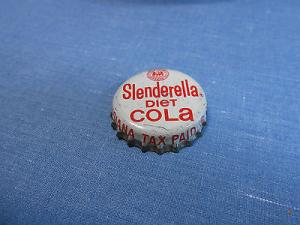 Slenderella
DIET
COLa
TAX PAID